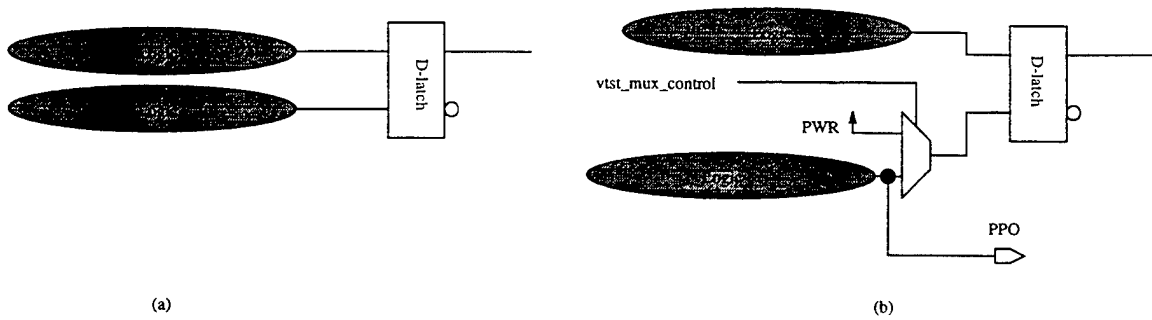 D-latch
vtst_mux_control
PWR
D-latch
PPO
(a)
(b)